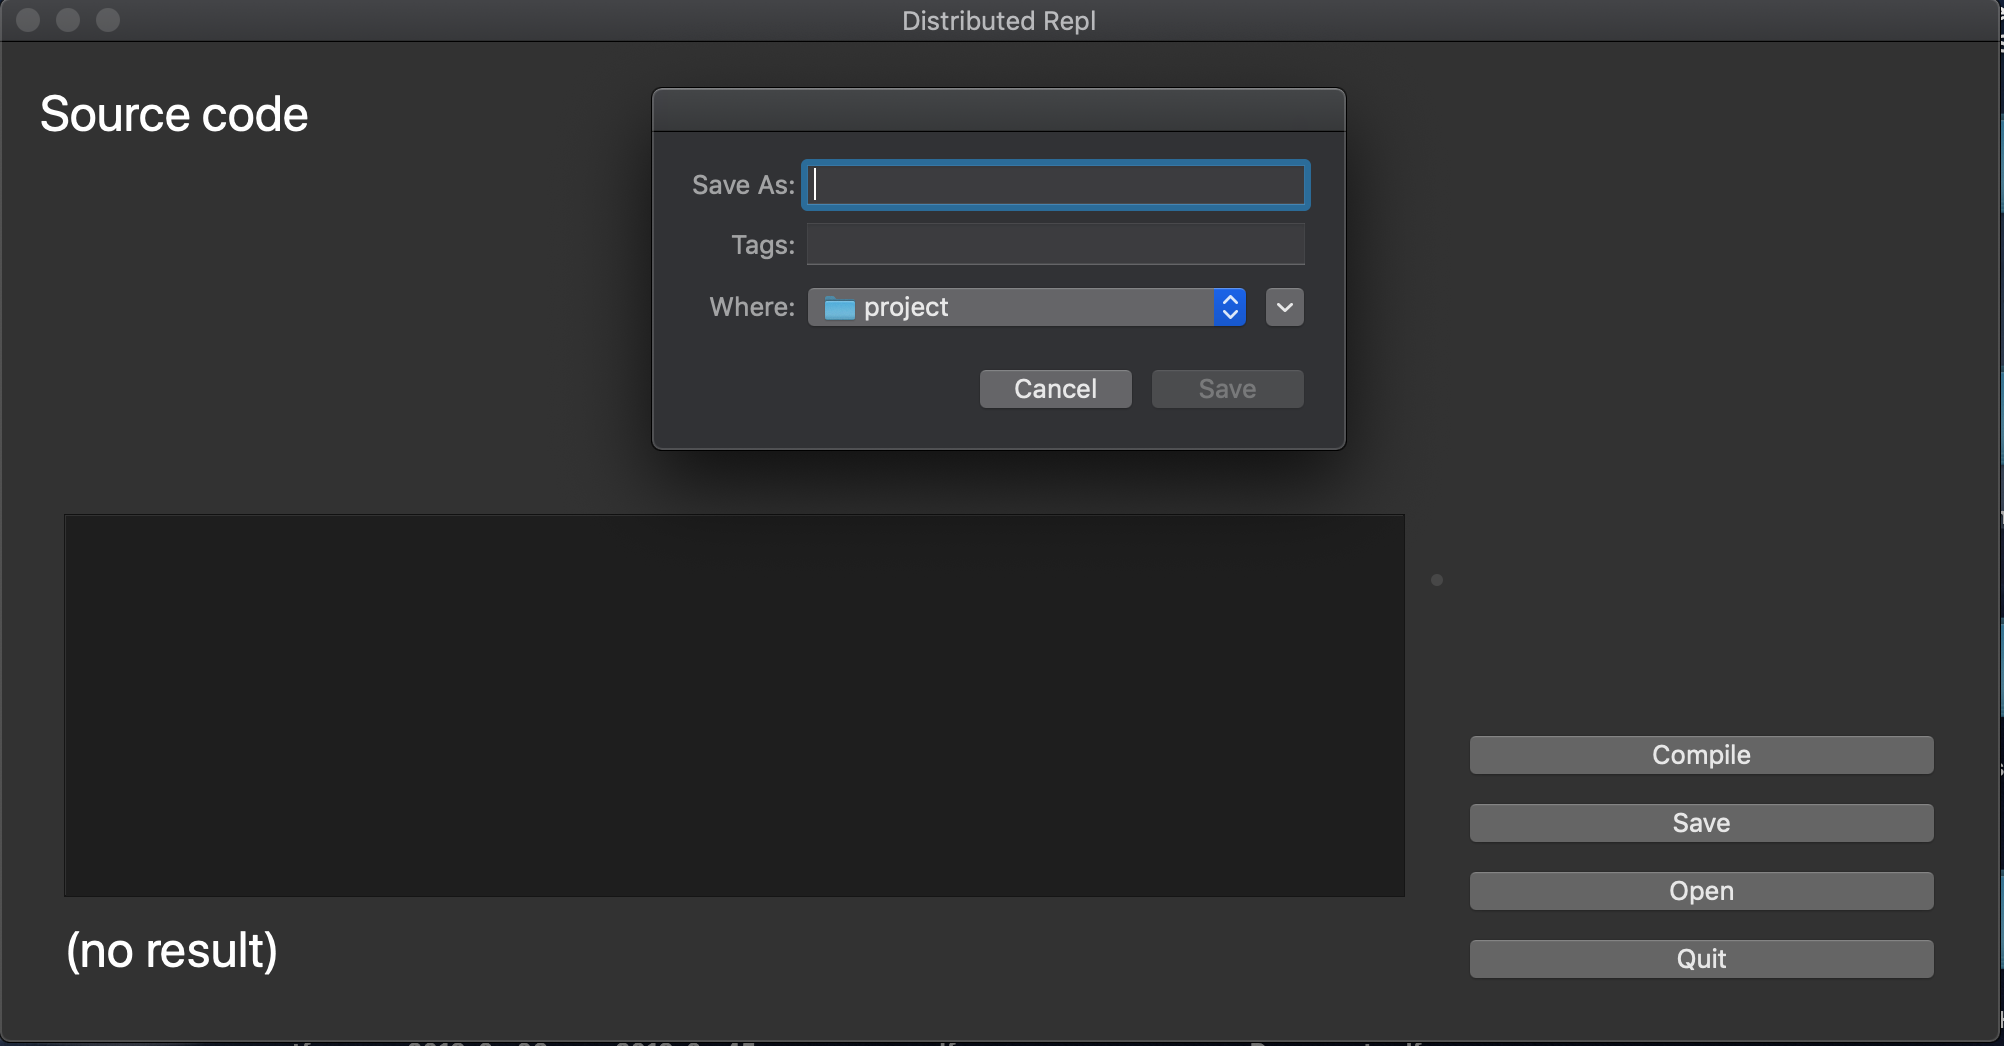 Distributed Repl
Source code
Save As:
Tags:
Where: project
Cancel Save
Compile
Save
Open
(no result)
Quit